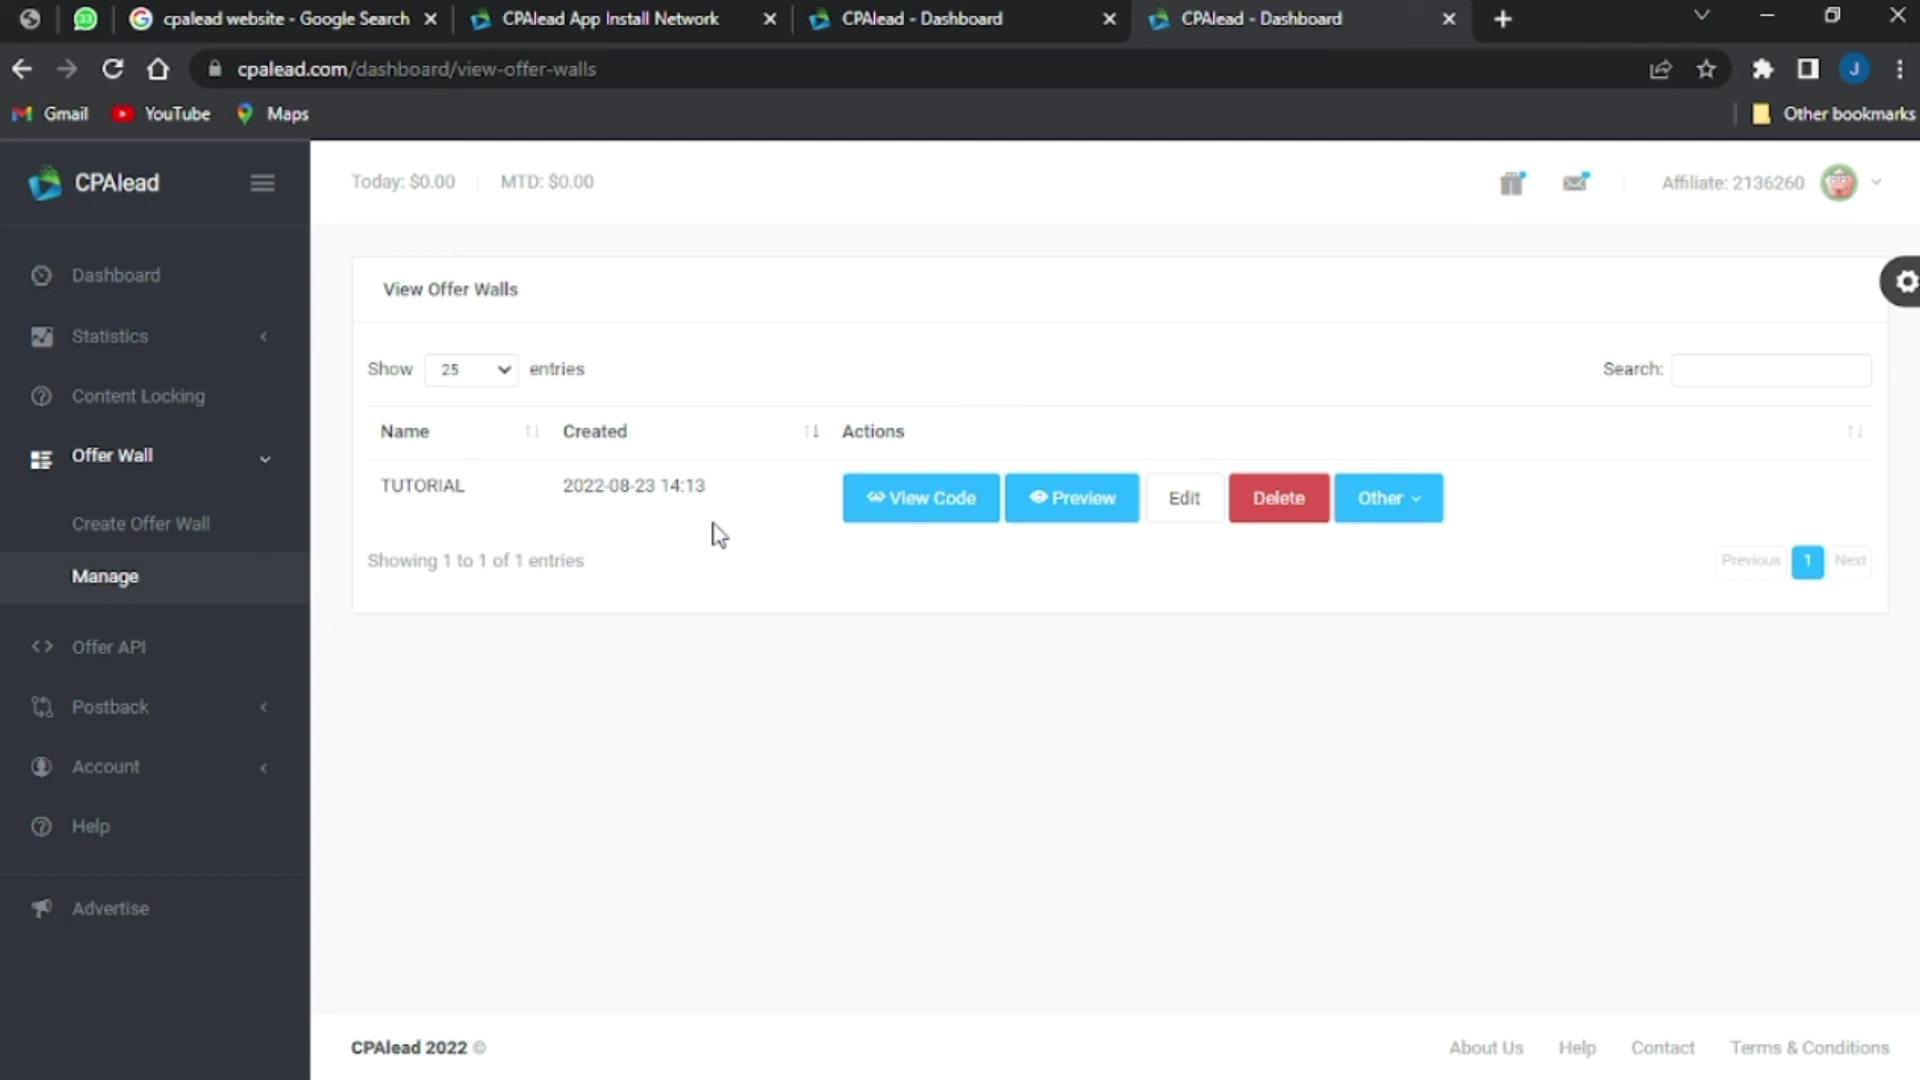 33
cpalead website - Google Search
CPAlead App Install Network
CPAlead - Dashboard
CPAlead - Dashboard
cpalead.com/dashboard/view-offer-walls
J
Gmail
YouTube
Maps
Other bookmarks
CPAlead
Today: $0.00
MTD: $0.00
Affiliate: 2136260
Dashboard
Statistics
Content Locking
Offer Wall
Create Offer Wall
Manage
Offer API
Postback
Account
Help
Advertise
View Offer Walls
Show 25 entries
Search:
Name Created Actions
TUTORIAL 2022-08-23 14:13 View Code Preview Edit Delete Other
Showing 1 to 1 of 1 entries
Previous 1 Next
CPAlead 2022 ©
About Us Help Contact Terms & Conditions